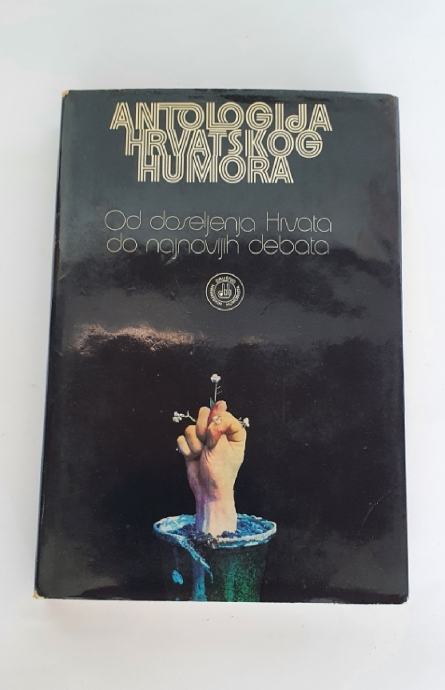 ANTOLOGIJA
HRVATSKOG
HUMORA
Od doseljenja Hrvata
do najnovijih debata